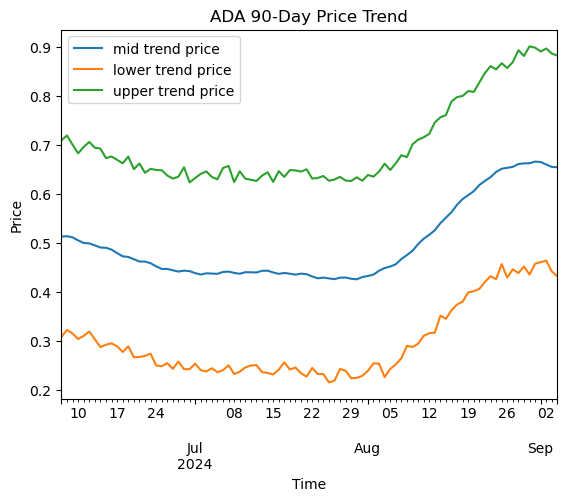 ADA 90-Day Price Trend
mid trend price
lower trend price
upper trend price
0.9
0.8
0.7
0.6
0.5
0.4
0.3
0.2
Price
10 17 24 08 15 22 29 05 12 19 26 02
Jul Aug Sep
2024
Time